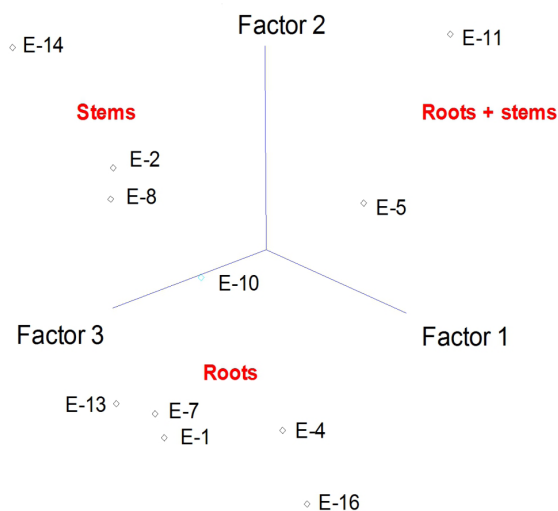 Factor 2
E-11
E-14
Stems
Roots + stems
E-2
E-8
E-5
E-10
Factor 3
Factor 1
Roots
E-13
E-7
E-1
E-4
E-16